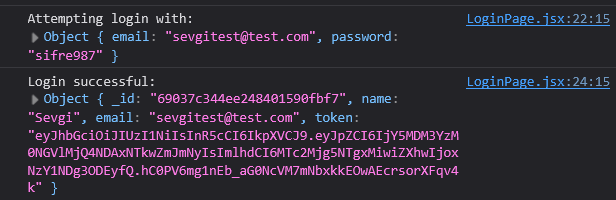 Attempting login with: LoginPage.jsx:22:15
Object { email: "sevgitest@test.com", password:
"sifre987" }
Login successful: LoginPage.jsx:24:15
Object { _id: "69037c344ee248401590fbf7", name:
"Sevgi", email: "sevgitest@test.com", token:
"eyJhbGciOiJIUzI1NiIsInR5cCI6IkpXVCJ9.eyJpZCI6IjY5MDM3YzM
0NGVlMjQ4NDAxNTkwZmJmNyIsImlhdCI6MTc2Mjg5NTgxMiwiZXhwIjox
NzY1NDg3ODEyfQ.hC0PV6mg1nEb_aG0NcVM7mNbxkkEOwAEcrsorXFqv4
k" }